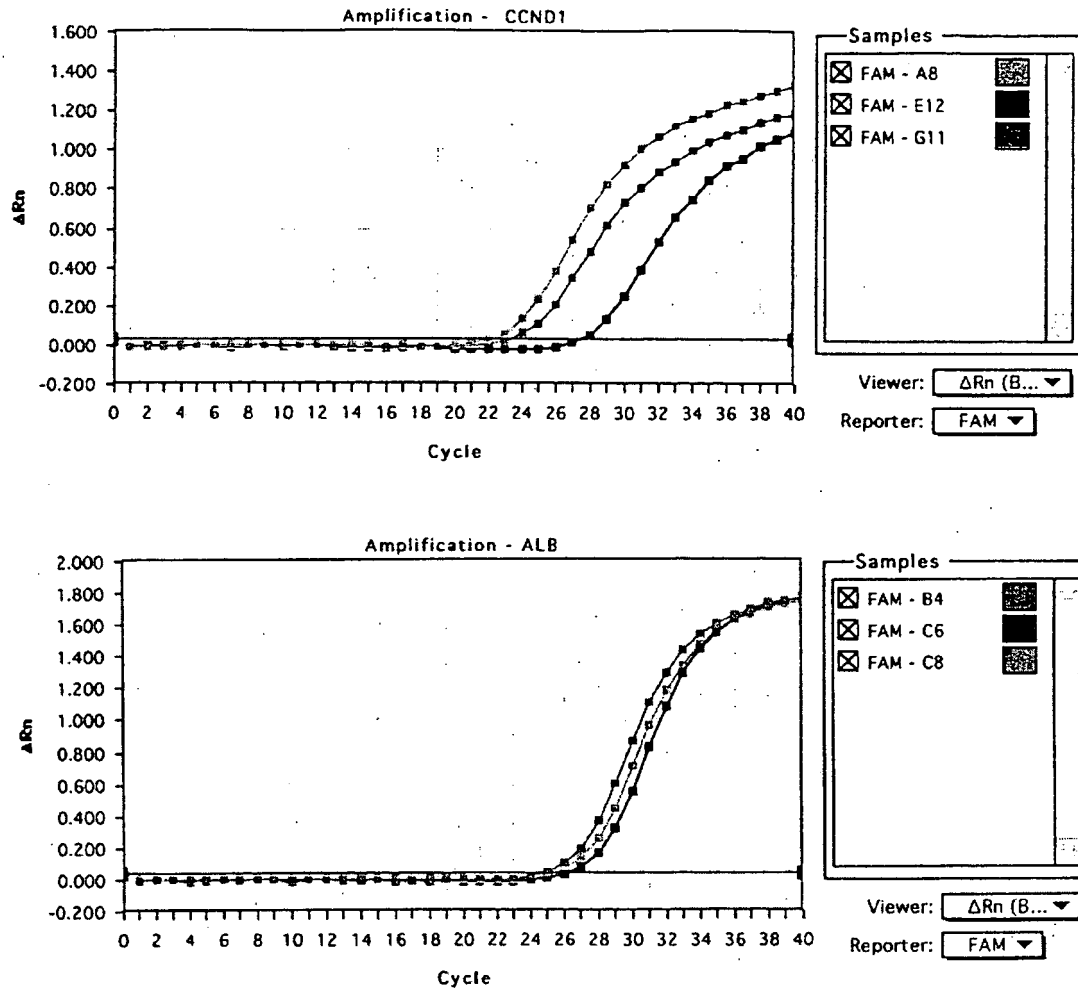 Amplification - CCND1
1.600
1.400
1.200
1.000
0.800
0.600
0.400
0.200
0.000
-0.200
ΔRn
0 2 4 6 8 10 12 14 16 18 20 22 24 26 28 30 32 34 36 38 40
Cycle
Samples
FAM - A8
FAM - E12
FAM - G11
Viewer: ΔRn (B...
Reporter: FAM
Amplification - ALB
2.000
1.800
1.600
1.400
1.200
1.000
0.800
0.600
0.400
0.200
0.000
-0.200
ΔRn
0 2 4 6 8 10 12 14 16 18 20 22 24 26 28 30 32 34 36 38 40
Cycle
Samples
FAM - B4
FAM - C6
FAM - C8
Viewer: ΔRn (B...
Reporter: FAM